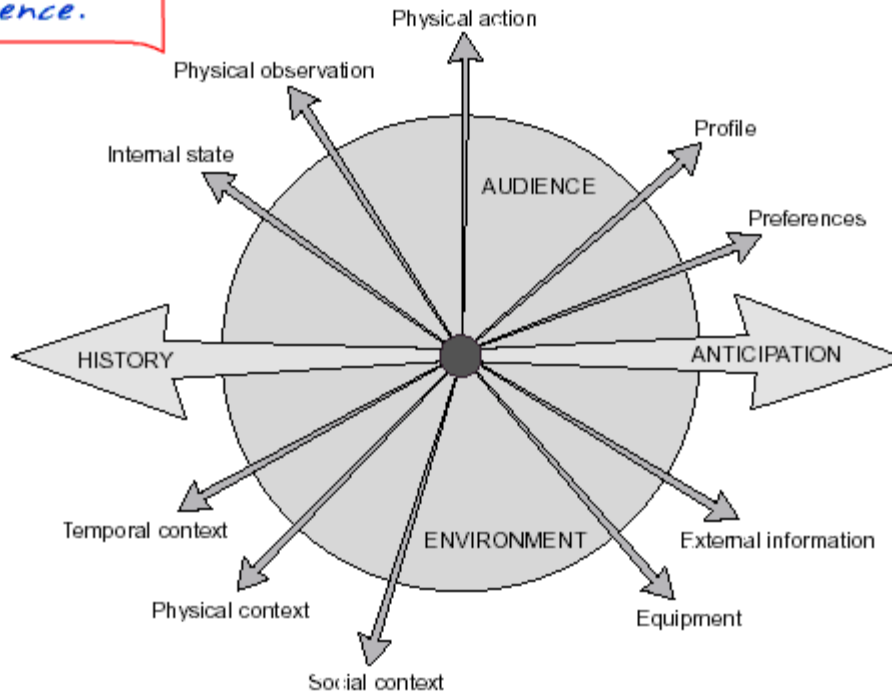 ence.
Physical action
Physical observation
Profile
Internal state
AUDIENCE
Preferences
HISTORY
ANTICIPATION
Temporal context
ENVIRONMENT
External information
Physical context
Equipment
Social context